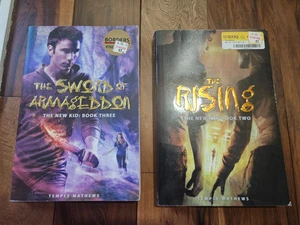 BORDERS
THE SWORD OF
ARMAGEDDON
THE NEW KID: BOOK THREE
TEMPLE MATHEWS
THE
RISING
THE NEW KID: BOOK TWO
TEMPLE MATHEWS